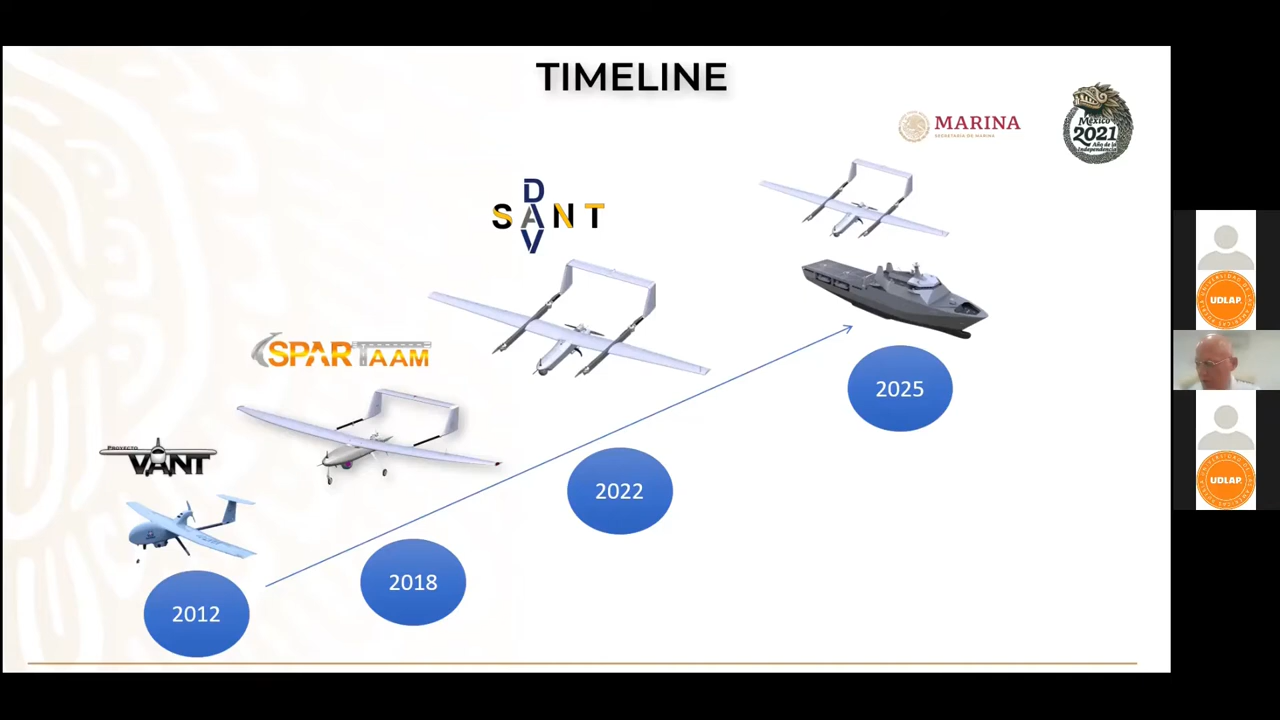 TIMELINE
MARINA
SECRETARÍA DE MARINA
México
2021
Año de la
Independencia
D
SANT
V
SPARTAAM
PROYECTO
VANT
2012
2018
2022
2025
UDLAP
UDLAP